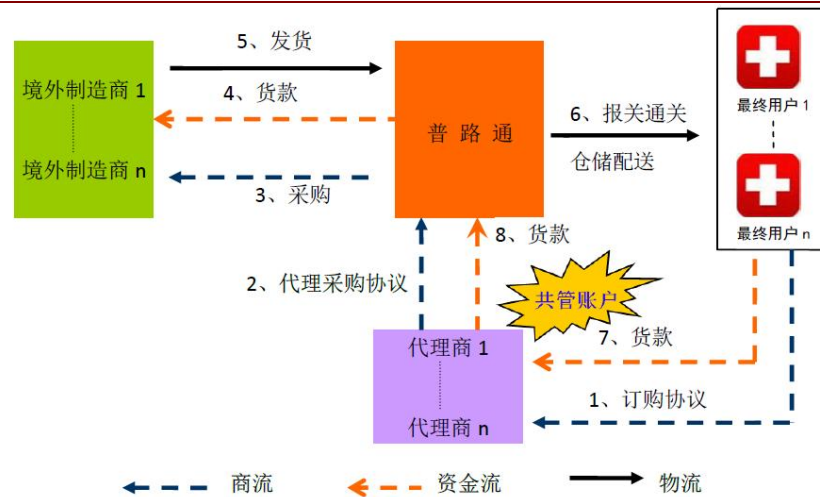 境外制造商 1
境外制造商 n
5、发货
4、货款
3、采购
普 路 通
6、报关通关
仓储配送
最终用户 1
最终用户 n
2、代理采购协议
8、货款
共管账户
7、货款
代理商 1
代理商 n
1、订购协议
商流
资金流
物流